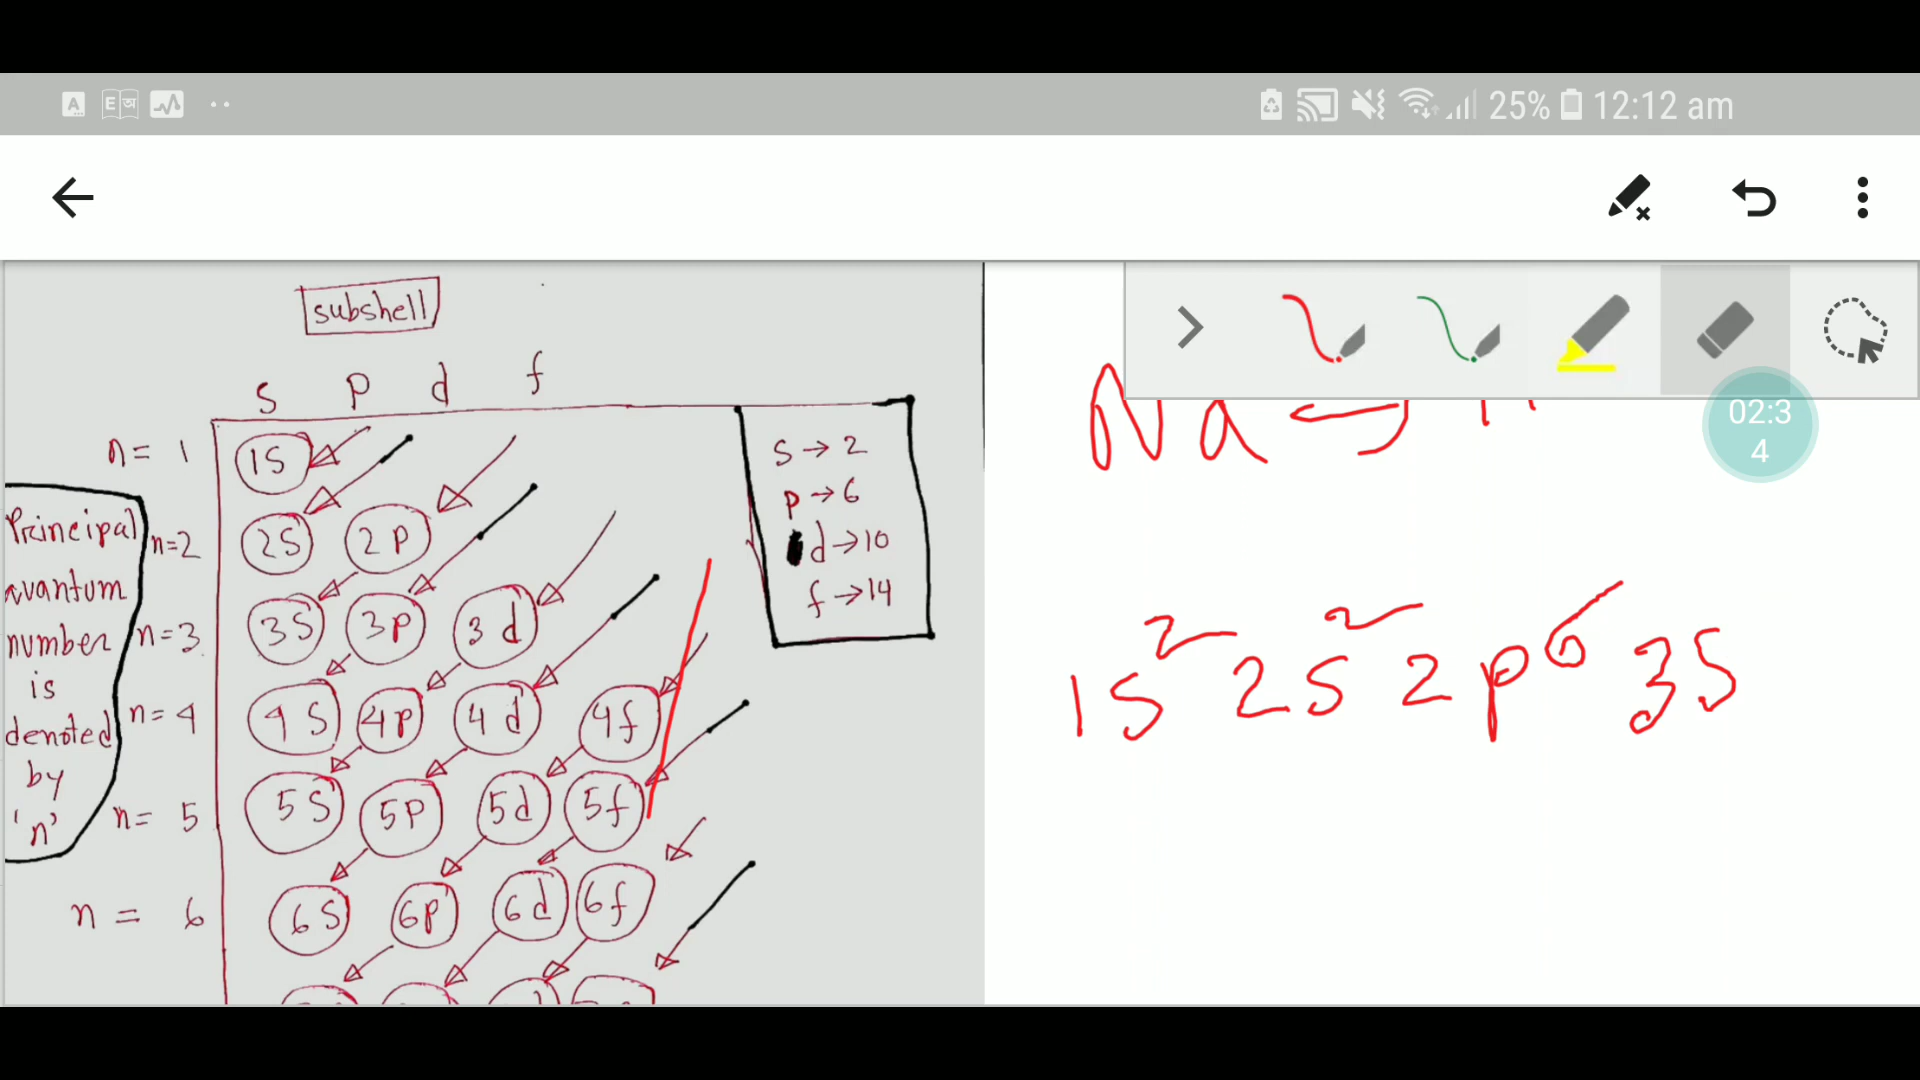 25% 12:12 am
02:3
4
subshell
s p d f
n = 1 1S
n=2 2S 2P
n=3 3S 3P 3d
n=4 4S 4P 4d 4f
n= 5 5S 5P 5d 5f
n = 6 6S 6P 6d 6f
Principal
number
is
denoted
by
'n'
S → 2
P → 6
d → 10
f → 14
Na →
1S² 2S² 2P⁶ 3S